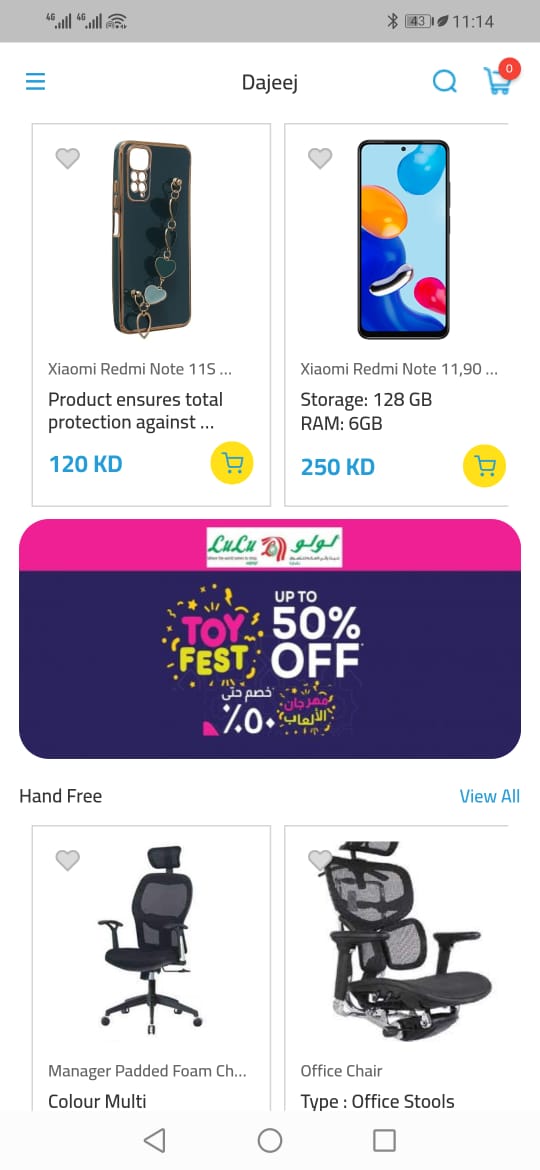 4G 4G 43 11:14
Dajeej
0
Xiaomi Redmi Note 11S ...
Product ensures total
protection against ...
120 KD
Xiaomi Redmi Note 11,90 ...
Storage: 128 GB
RAM: 6GB
250 KD
LuLu لولو
TOY
FEST
UP TO
50%
OFF
خصم حتى
٥٠٪
مهرجان
الألعاب
Hand Free
View All
Manager Padded Foam Ch...
Colour Multi
Office Chair
Type : Office Stools